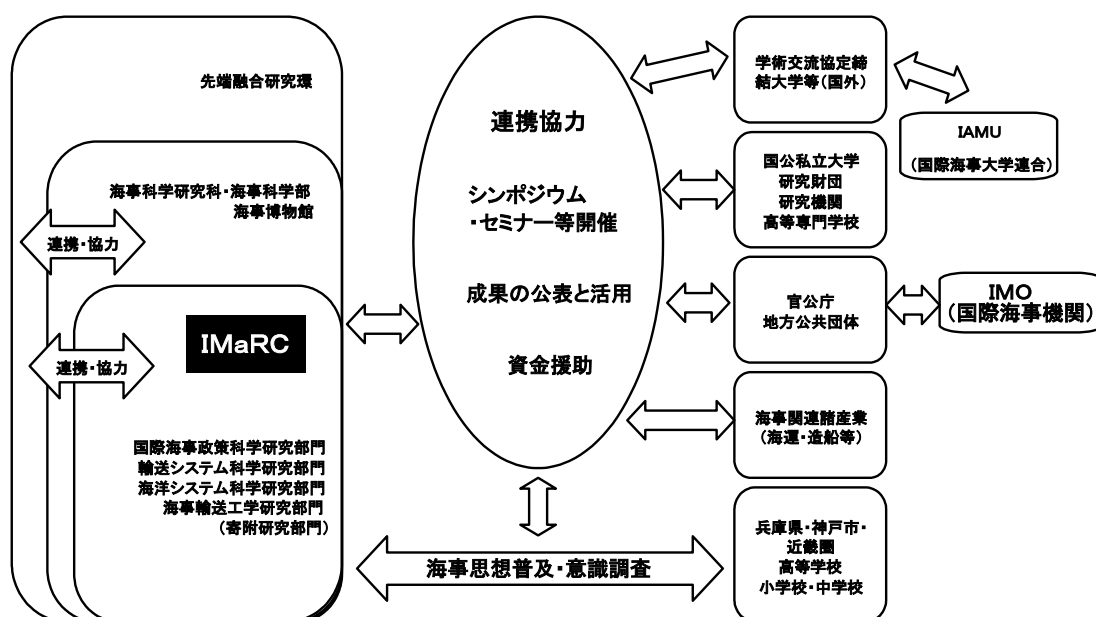 先端融合研究環
海事科学研究科・海事科学部
海事博物館
連携・協力
IMaRC
連携・協力
国際海事政策科学研究部門
輸送システム科学研究部門
海洋システム科学研究部門
海事輸送工学研究部門
(寄附研究部門)
連携協力
シンポジウム
・セミナー等開催
成果の公表と活用
資金援助
海事思想普及・意識調査
学術交流協定締
結大学等(国外)
IAMU
(国際海事大学連合)
国公私立大学
研究財団
研究機関
高等専門学校
官公庁
地方公共団体
IMO
(国際海事機関)
海事関連諸産業
(海運・造船等)
兵庫県・神戸市・
近畿圏
高等学校
小学校・中学校